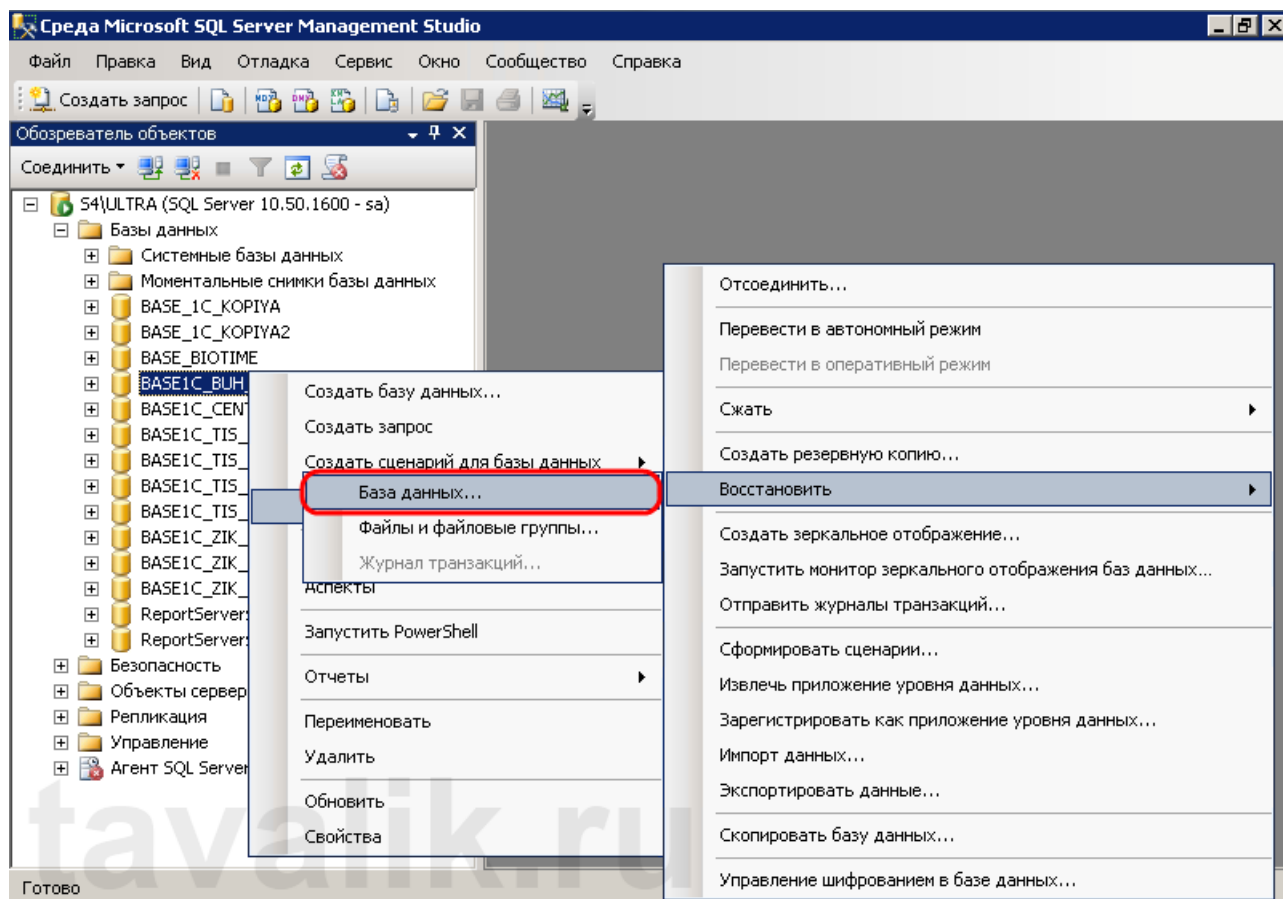 Среда Microsoft SQL Server Management Studio
Файл Правка Вид Отладка Сервис Окно Сообщество Справка
Создать запрос
Обозреватель объектов
Соединить
S4\ULTRA (SQL Server 10.50.1600 - sa)
Базы данных
Системные базы данных
Моментальные снимки базы данных
BASE_1C_KOPIYA
BASE_1C_KOPIYA2
BASE_BIOTIME
BASE1C_BUH_
BASE1C_CENT
BASE1C_TIS_
BASE1C_TIS_
BASE1C_TIS_
BASE1C_TIS_
BASE1C_ZIK_
BASE1C_ZIK_
BASE1C_ZIK_
ReportServer
ReportServer
Безопасность
Объекты сервер
Репликация
Управление
Агент SQL Server
Создать базу данных...
Создать запрос
Создать сценарий для базы данных
База данных...
Файлы и файловые группы...
Журнал транзакций...
Аспекты
Запустить PowerShell
Отчеты
Переименовать
Удалить
Обновить
Свойства
Отсоединить...
Перевести в автономный режим
Перевести в оперативный режим
Сжать
Создать резервную копию...
Восстановить
Создать зеркальное отображение...
Запустить монитор зеркального отображения баз данных...
Отправить журналы транзакций...
Сформировать сценарии...
Извлечь приложение уровня данных...
Зарегистрировать как приложение уровня данных...
Импорт данных...
Экспортировать данные...
Скопировать базу данных...
Управление шифрованием в базе данных...
tavalik.ru
Готово